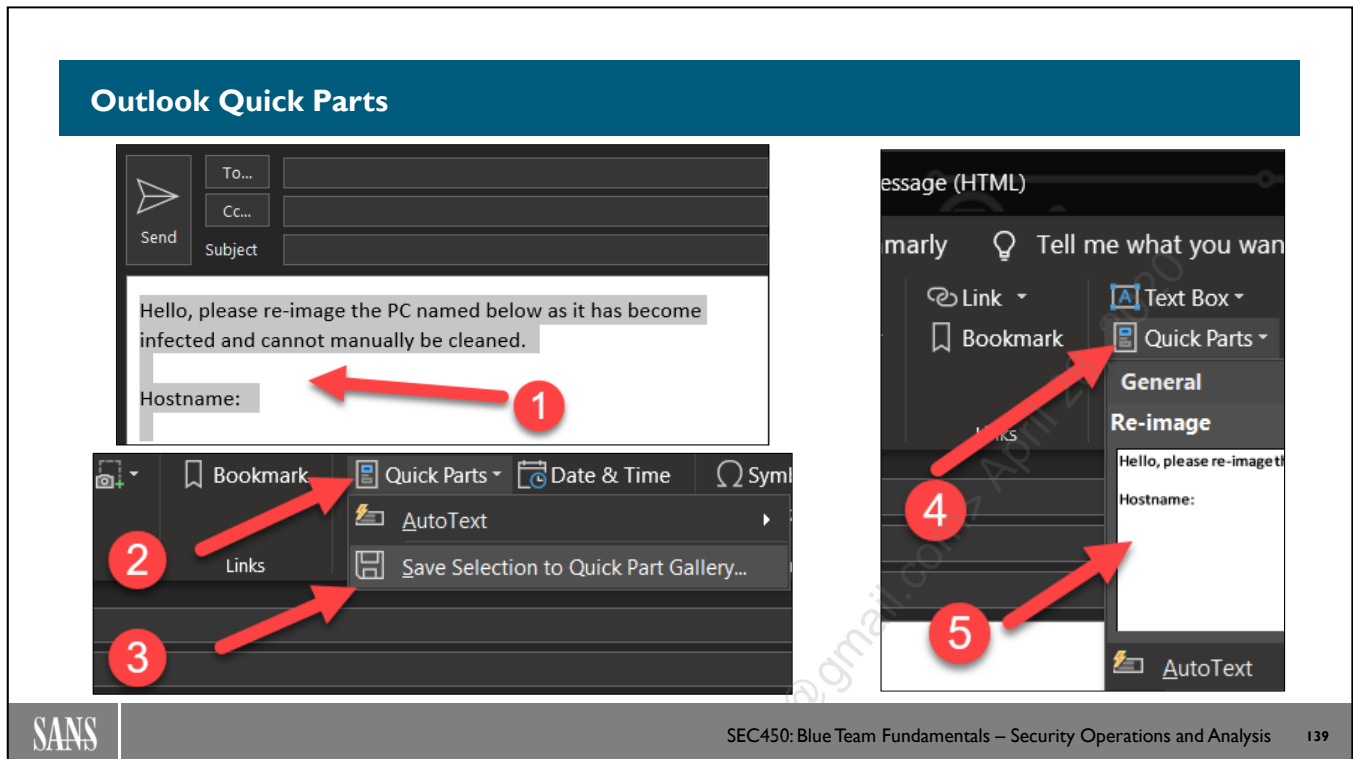 Outlook Quick Parts
To...
Cc...
Send
Subject
Hello, please re-image the PC named below as it has become
infected and cannot manually be cleaned.
Hostname:
1
Bookmark
Quick Parts
Date & Time
Links
AutoText
Save Selection to Quick Part Gallery...
2
3
essage (HTML)
marly
Tell me what you wan
Link
Text Box
Bookmark
Quick Parts
General
Re-image
Hello, please re-image th
Hostname:
AutoText
4
5
SANS
SEC450: Blue Team Fundamentals – Security Operations and Analysis 139